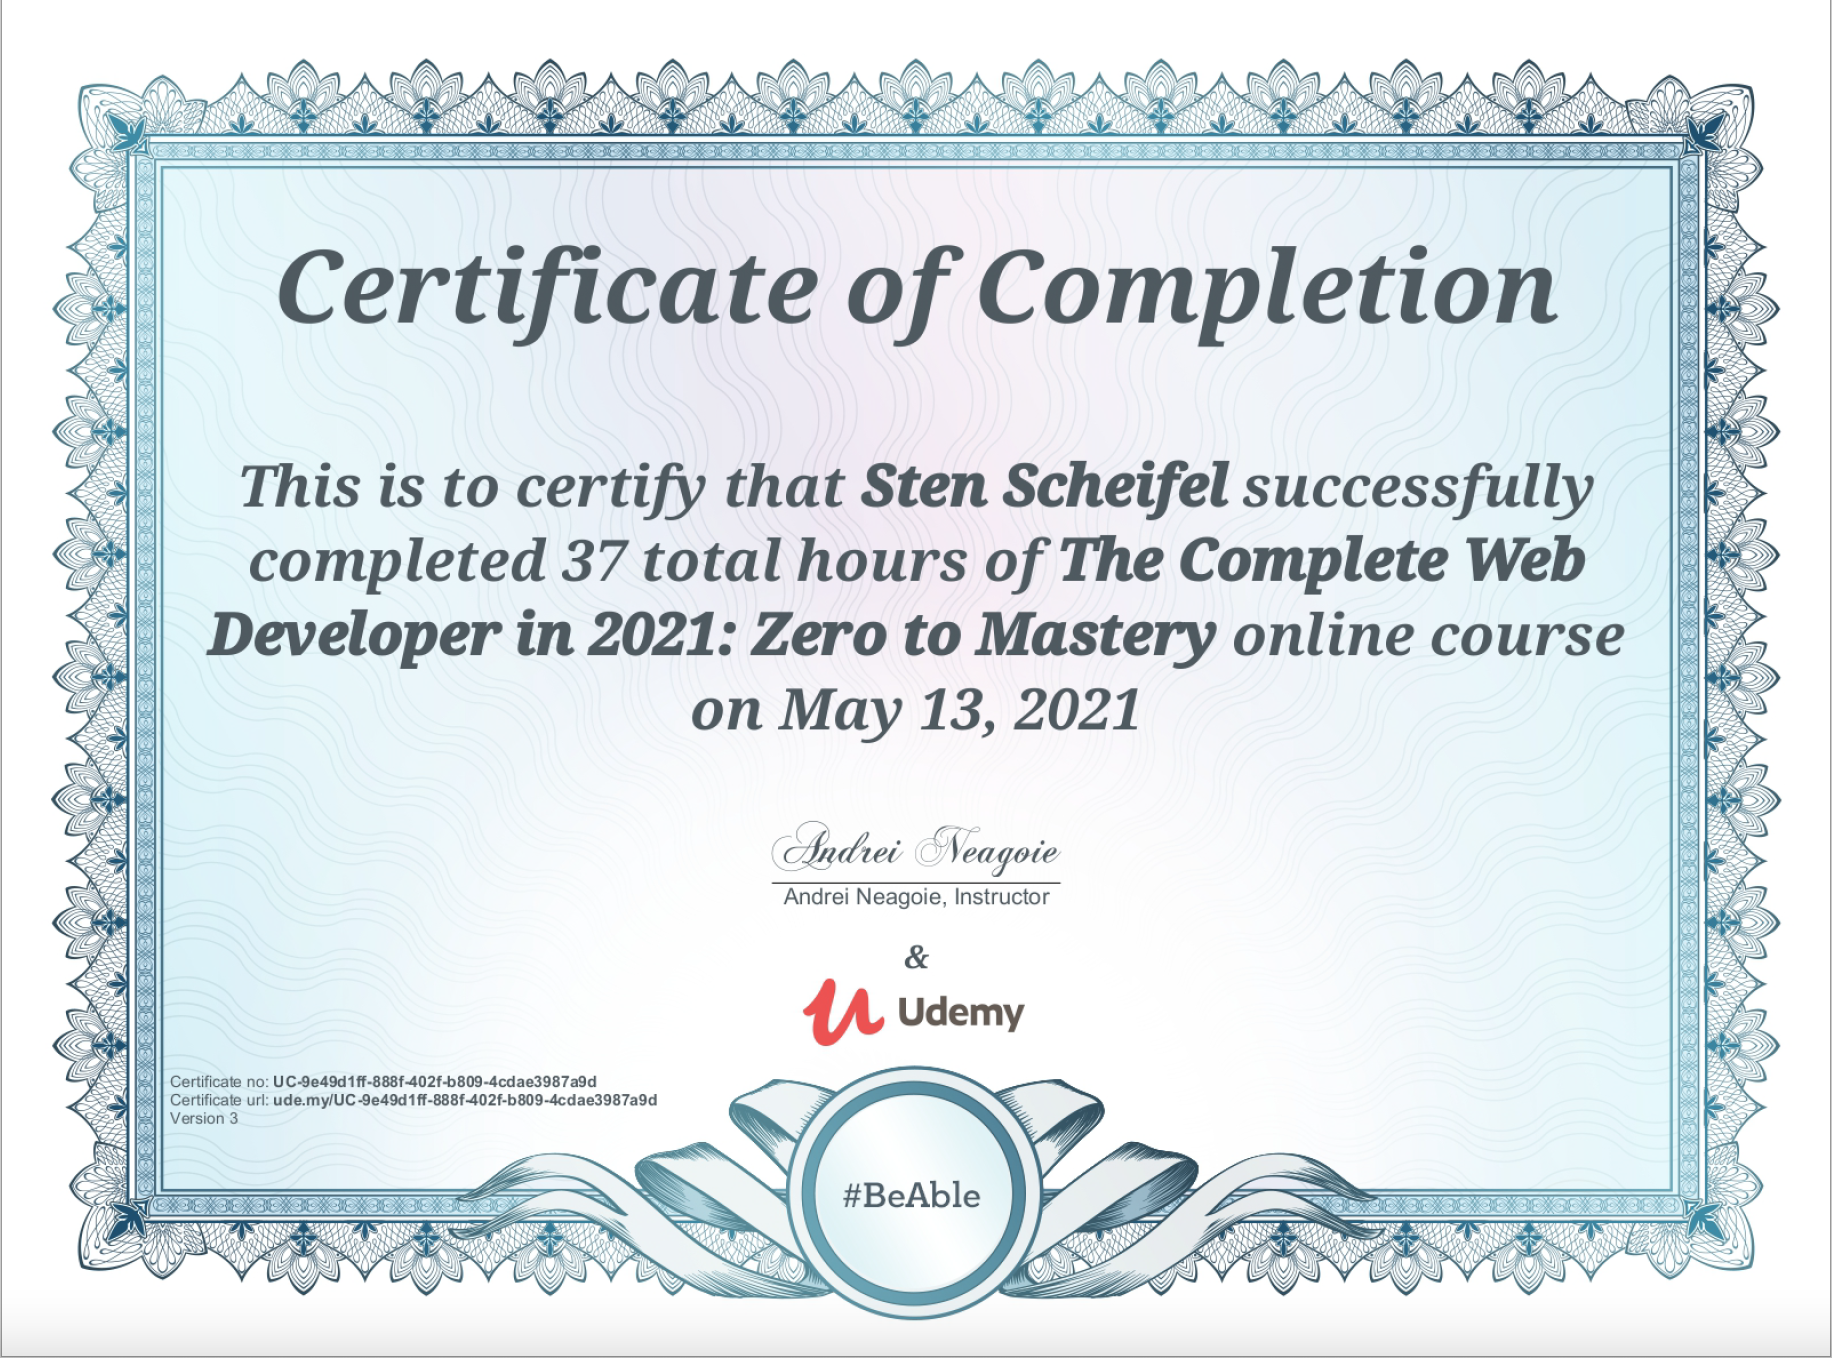 Certificate of Completion
This is to certify that Sten Scheifel successfully
completed 37 total hours of The Complete Web
Developer in 2021: Zero to Mastery online course
on May 13, 2021
Andrei Neagoie
Andrei Neagoie, Instructor
&
Udemy
Certificate no: UC-9e49d1ff-888f-402f-b809-4cdae3987a9d
Certificate url: ude.my/UC-9e49d1ff-888f-402f-b809-4cdae3987a9d
Version 3
#BeAble